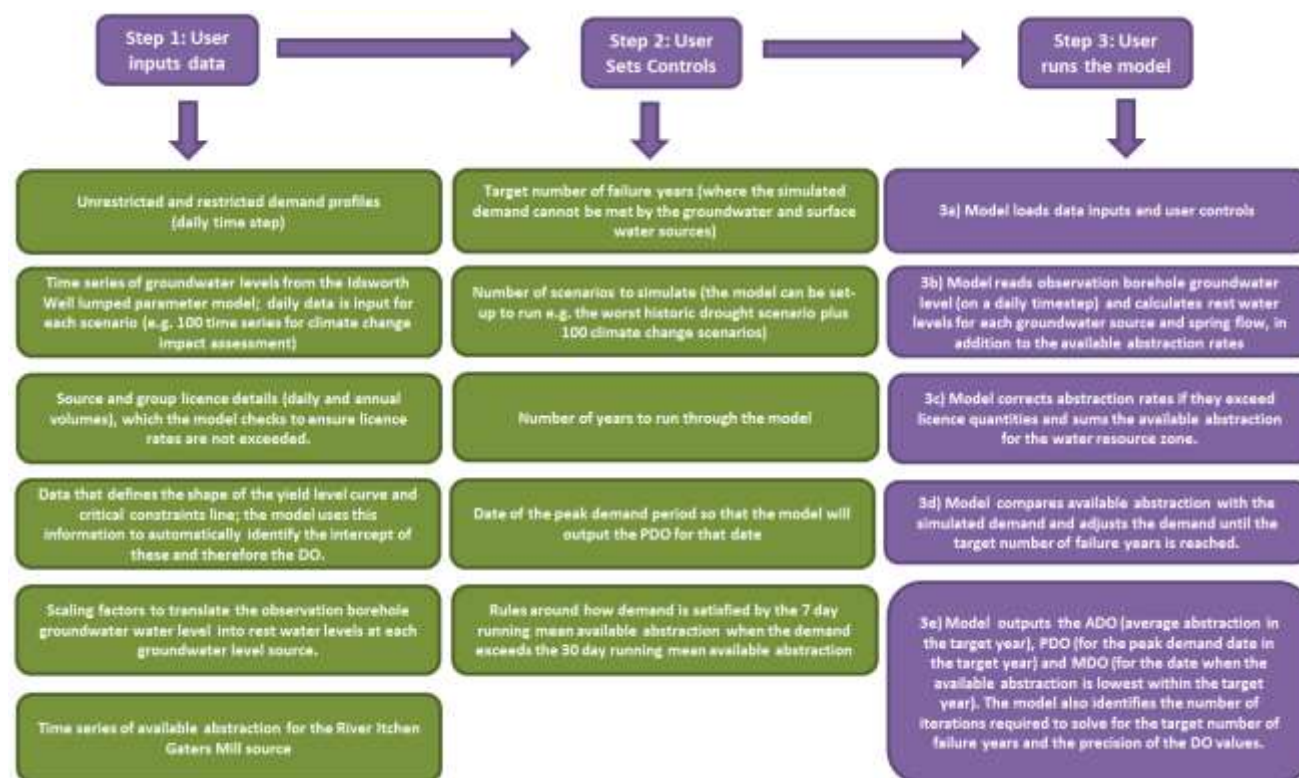 Step 1: User
inputs data
Step 2: User
Sets Controls
Step 3: User
runs the model
Unrestricted and restricted demand profiles
(daily time step)
Time series of groundwater levels from the Idsworth
Well lumped parameter model; daily data is input for
each scenario (e.g. 100 time series for climate change
impact assessment)
Source and group licence details (daily and annual
volumes), which the model checks to ensure licence
rates are not exceeded.
Data that defines the shape of the yield level curve and
critical constraints line; the model uses this
information to automatically identify the intercept of
these and therefore the DO.
Scaling factors to translate the observation borehole
groundwater water level into rest water levels at each
groundwater level source.
Time series of available abstraction for the River Itchen
Gaters Mill source
Target number of failure years (where the simulated
demand cannot be met by the groundwater and surface
water sources)
Number of scenarios to simulate (the model can be set-
up to run e.g. the worst historic drought scenario plus
100 climate change scenarios)
Number of years to run through the model
Date of the peak demand period so that the model will
output the PDO for that date
Rules around how demand is satisfied by the 7 day
running mean available abstraction when the demand
exceeds the 30 day running mean available abstraction
3a) Model loads data inputs and user controls
3b) Model reads observation borehole groundwater
level (on a daily timestep) and calculates rest water
levels for each groundwater source and spring flow, in
addition to the available abstraction rates
3c) Model corrects abstraction rates if they exceed
licence quantities and sums the available abstraction
for the water resource zone.
3d) Model compares available abstraction with the
simulated demand and adjusts the demand until the
target number of failure years is reached.
3e) Model outputs the ADO (average abstraction in
the target year), PDO (for the peak demand date in
the target year) and MDO (for the date when the
available abstraction is lowest within the target
year). The model also identifies the number of
iterations required to solve for the target number of
failure years and the precision of the DO values.